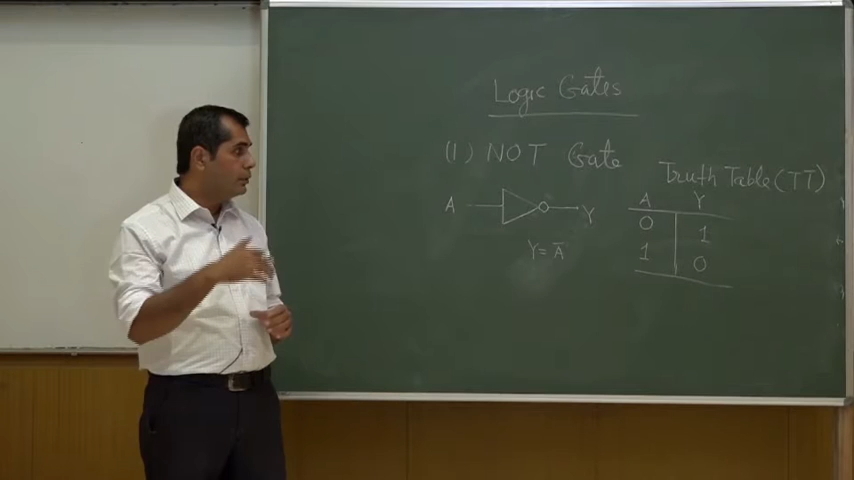 Logic Gates
(1) NOT Gate
Truth Table (TT)
A Y
A Y
0 1
Y = A̅
1 0